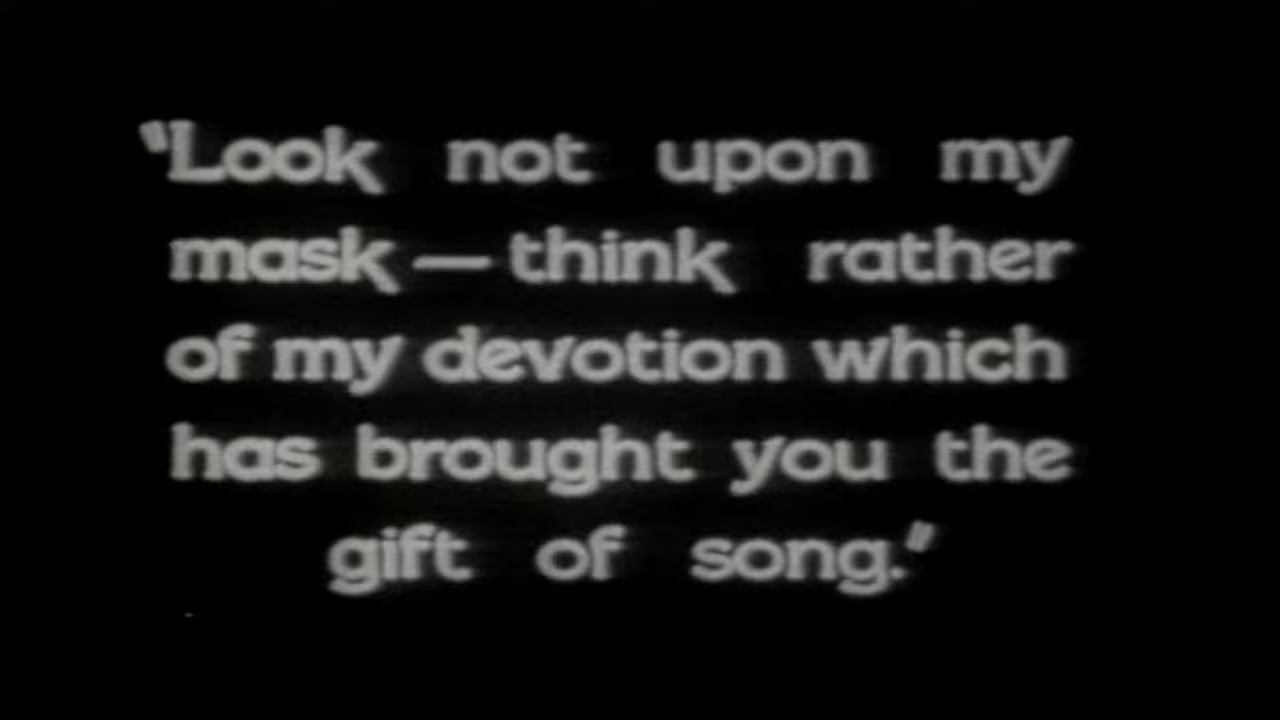 "Look not upon my
mask — think rather
of my devotion which
has brought you the
gift of song."